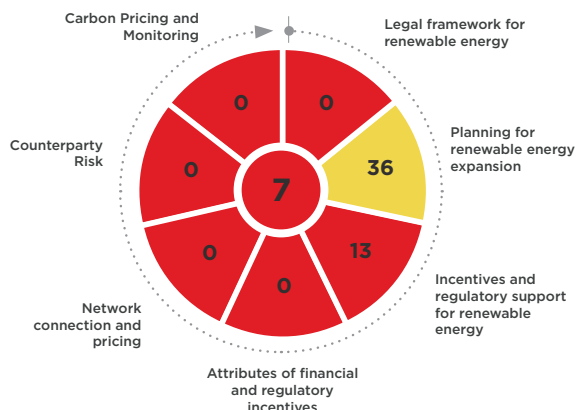 Carbon Pricing and
Monitoring
Legal framework for
renewable energy
0
0
Counterparty
Risk
0
7
36
Planning for
renewable energy
expansion
0
13
0
Incentives and
regulatory support
for renewable
energy
Network
connection and
pricing
Attributes of financial
and regulatory
incentives